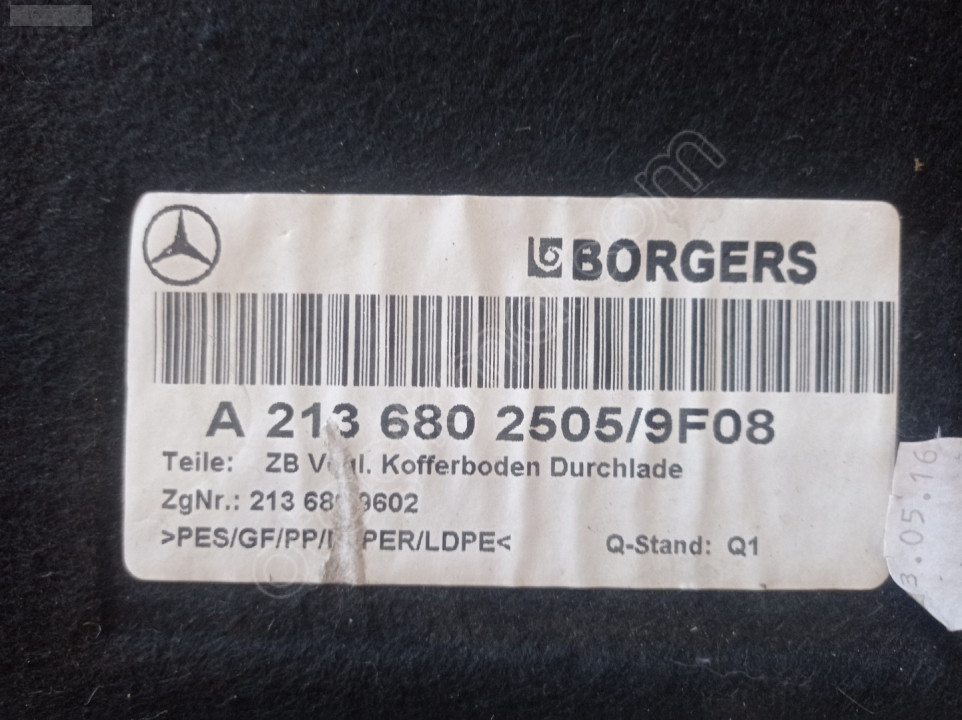 BORGERS
A 213 680 2505/9F08
Teile: ZB Kofferboden Durchlade
ZgNr.: 213
>PES/GF/PP/ PER/LDPE< Q-Stand: Q1
3.05.16